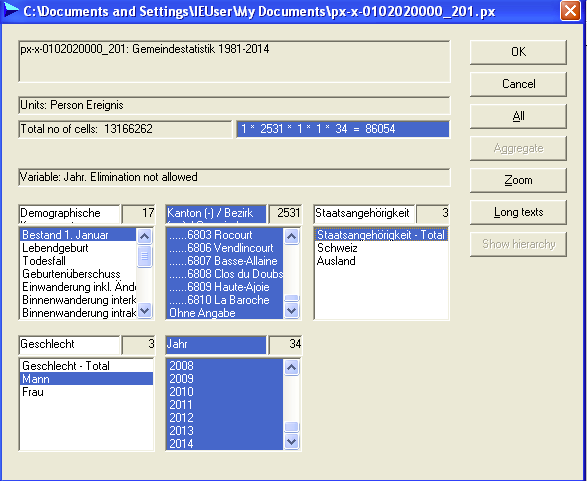 C:\Documents and Settings\IEUser\My Documents\px-x-0102020000_201.px
px-x-0102020000_201: Gemeindestatistik 1981-2014
OK
Cancel
All
Aggregate
Zoom
Long texts
Show hierarchy
Units: Person Ereignis
Total no of cells: 13166262
1 * 2531 * 1 * 1 * 34 = 86054
Variable: Jahr. Elimination not allowed
Demographische
17
Bestand 1. Januar
Lebendgeburt
Todesfall
Geburtenüberschuss
Einwanderung inkl. Ände
Binnenwanderung interk
Binnenwanderung intrak
Kanton (-) / Bezirk
2531
......6803 Rocourt
......6806 Vendlincourt
......6807 Basse-Allaine
......6808 Clos du Doubs
......6809 Haute-Ajoie
......6810 La Baroche
Ohne Angabe
Staatsangehörigkeit
3
Staatsangehörigkeit - Total
Schweiz
Ausland
Geschlecht
3
Geschlecht - Total
Mann
Frau
Jahr
34
2008
2009
2010
2011
2012
2013
2014